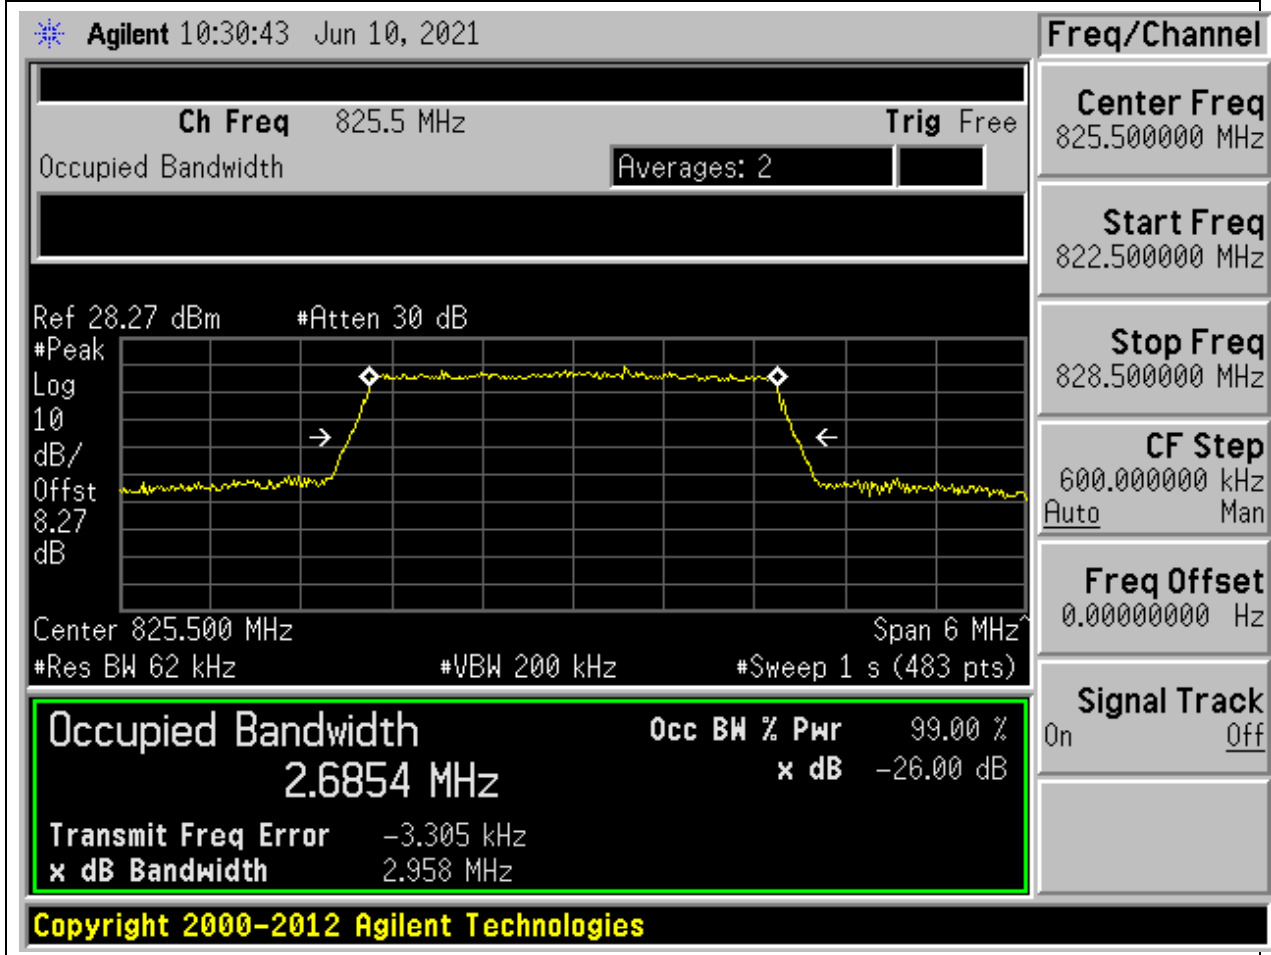 Agilent 10:30:43 Jun 10, 2021
Freq/Channel
Ch Freq 825.5 MHz Trig Free
Occupied Bandwidth Averages: 2
Ref 28.27 dBm #Atten 30 dB
#Peak
Log
10
dB/
Offst
8.27
dB
Center 825.500 MHz Span 6 MHz^
#Res BW 62 kHz #VBW 200 kHz #Sweep 1 s (483 pts)
Occupied Bandwidth Occ BW % Pwr 99.00 %
2.6854 MHz x dB -26.00 dB
Transmit Freq Error -3.305 kHz
x dB Bandwidth 2.958 MHz
Center Freq
825.500000 MHz
Start Freq
822.500000 MHz
Stop Freq
828.500000 MHz
CF Step
600.000000 kHz
Auto Man
Freq Offset
0.00000000 Hz
Signal Track
On Off
Copyright 2000-2012 Agilent Technologies